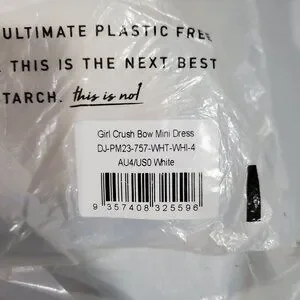 ULTIMATE PLASTIC FREE
. THIS IS THE NEXT BEST
TARCH. this is not
Girl Crush Bow Mini Dress
DJ-PM23-757-WHT-WHI-4
AU4/US0 White
9 357408 325596